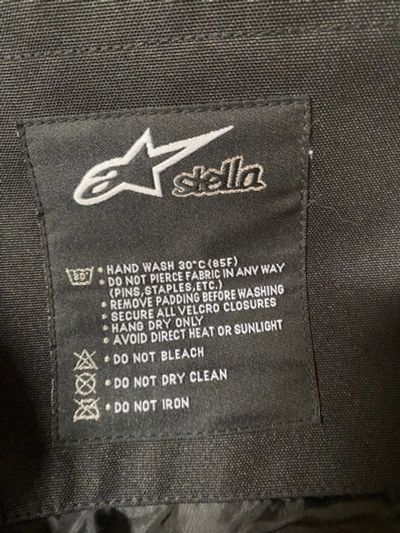 stella
• HAND WASH 30°C (85F)
• DO NOT PIERCE FABRIC IN ANY WAY
(PINS,STAPLES,ETC.)
• REMOVE PADDING BEFORE WASHING
• SECURE ALL VELCRO CLOSURES
• HANG DRY ONLY
• AVOID DIRECT HEAT OR SUNLIGHT
• DO NOT BLEACH
• DO NOT DRY CLEAN
• DO NOT IRON